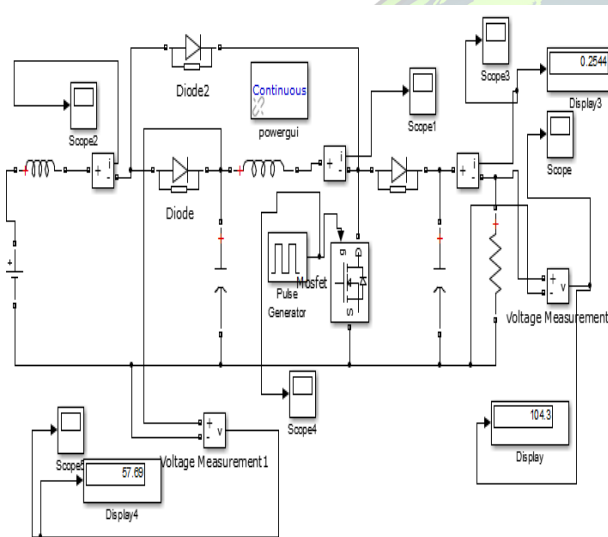 Scope3
0.2544
Display3
Continuous
powergui
Diode2
Scope2
Scope1
Scope
+ i -
+ i -
+ i -
Diode
Pulse Generator
Mosfet
g
S
+ - v
Voltage Measurement
Scope4
104.3
Display
+ - v
Voltage Measurement1
57.69
Display4